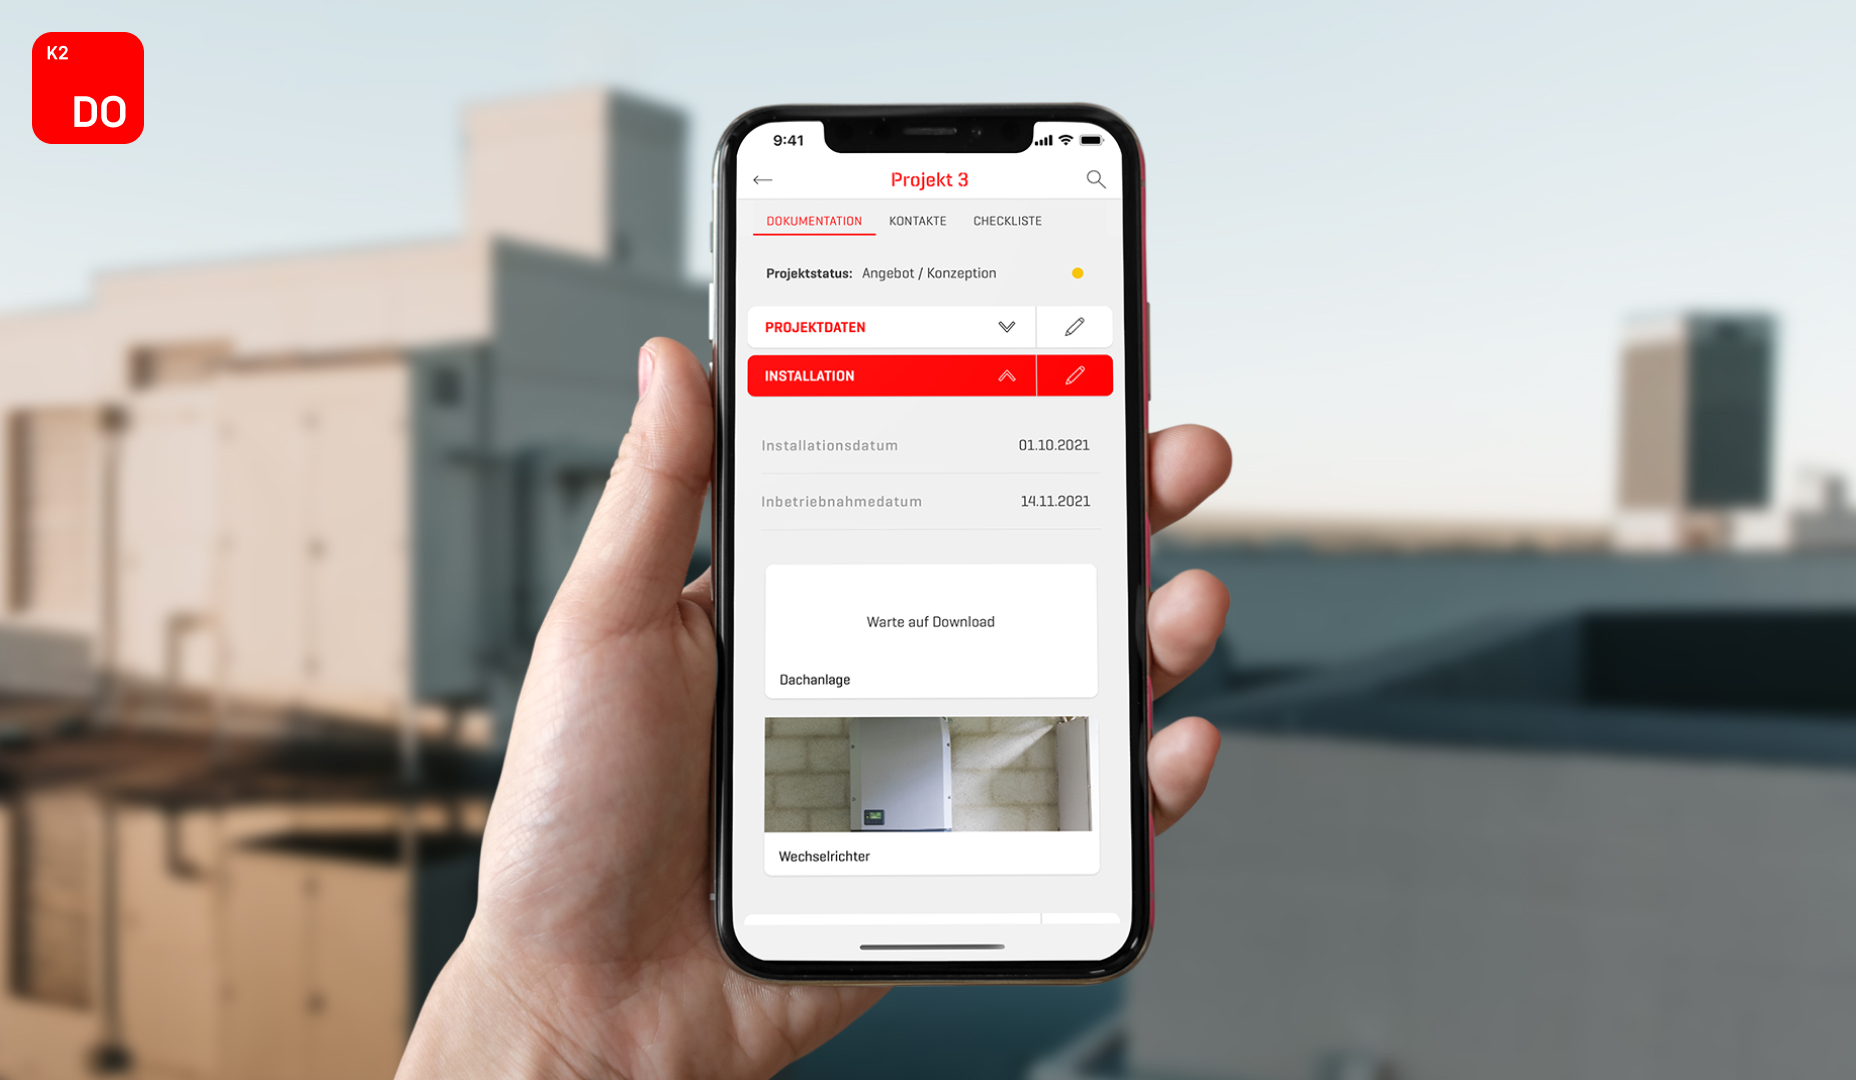 K2
DO
9:41
Projekt 3
DOKUMENTATION KONTAKTE CHECKLISTE
Projektstatus: Angebot / Konzeption
PROJEKTDATEN
INSTALLATION
Installationsdatum 01.10.2021
Inbetriebnahmedatum 14.11.2021
Warte auf Download
Dachanlage
Wechselrichter